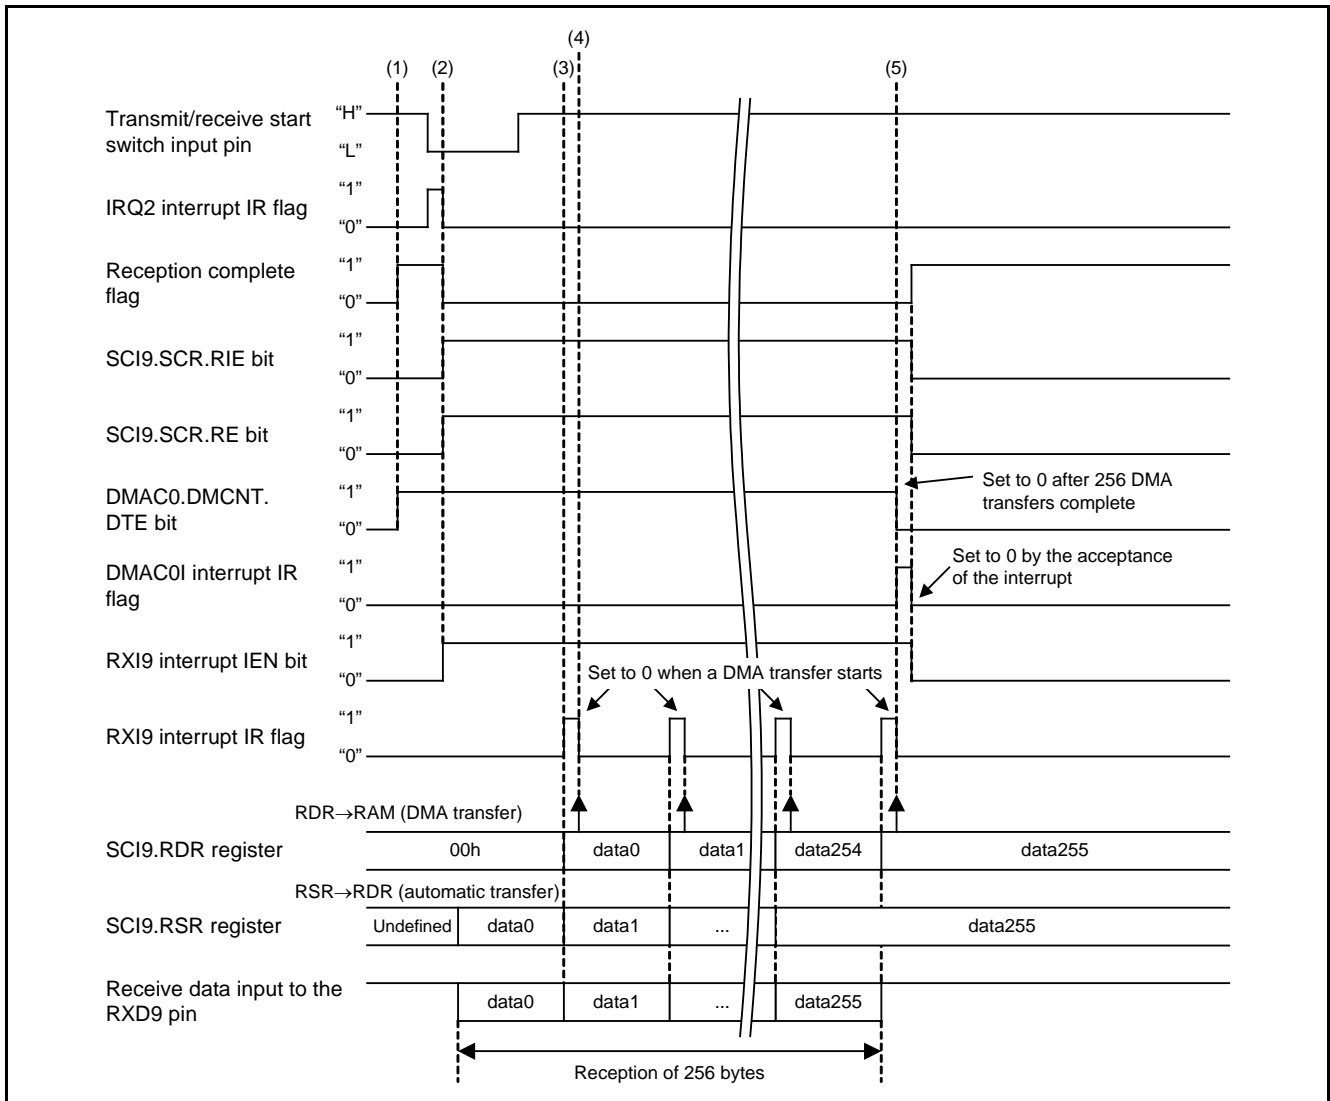 (4)
(1) (2) (3) (5)
Transmit/receive start
switch input pin
“H”
“L”
IRQ2 interrupt IR flag
“1”
“0”
Reception complete
flag
“1”
“0”
SCI9.SCR.RIE bit
“1”
“0”
SCI9.SCR.RE bit
“1”
“0”
DMAC0.DMCNT.
DTE bit
“1”
“0”
Set to 0 after 256 DMA
transfers complete
DMAC0I interrupt IR
flag
“1”
“0”
Set to 0 by the acceptance
of the interrupt
RXI9 interrupt IEN bit
“1”
“0”
Set to 0 when a DMA transfer starts
RXI9 interrupt IR flag
“1”
“0”
RDR→RAM (DMA transfer)
SCI9.RDR register
00h data0 data1 data254 data255
RSR→RDR (automatic transfer)
SCI9.RSR register
Undefined data0 data1 ... data255
Receive data input to the
RXD9 pin
data0 data1 ... data255
Reception of 256 bytes